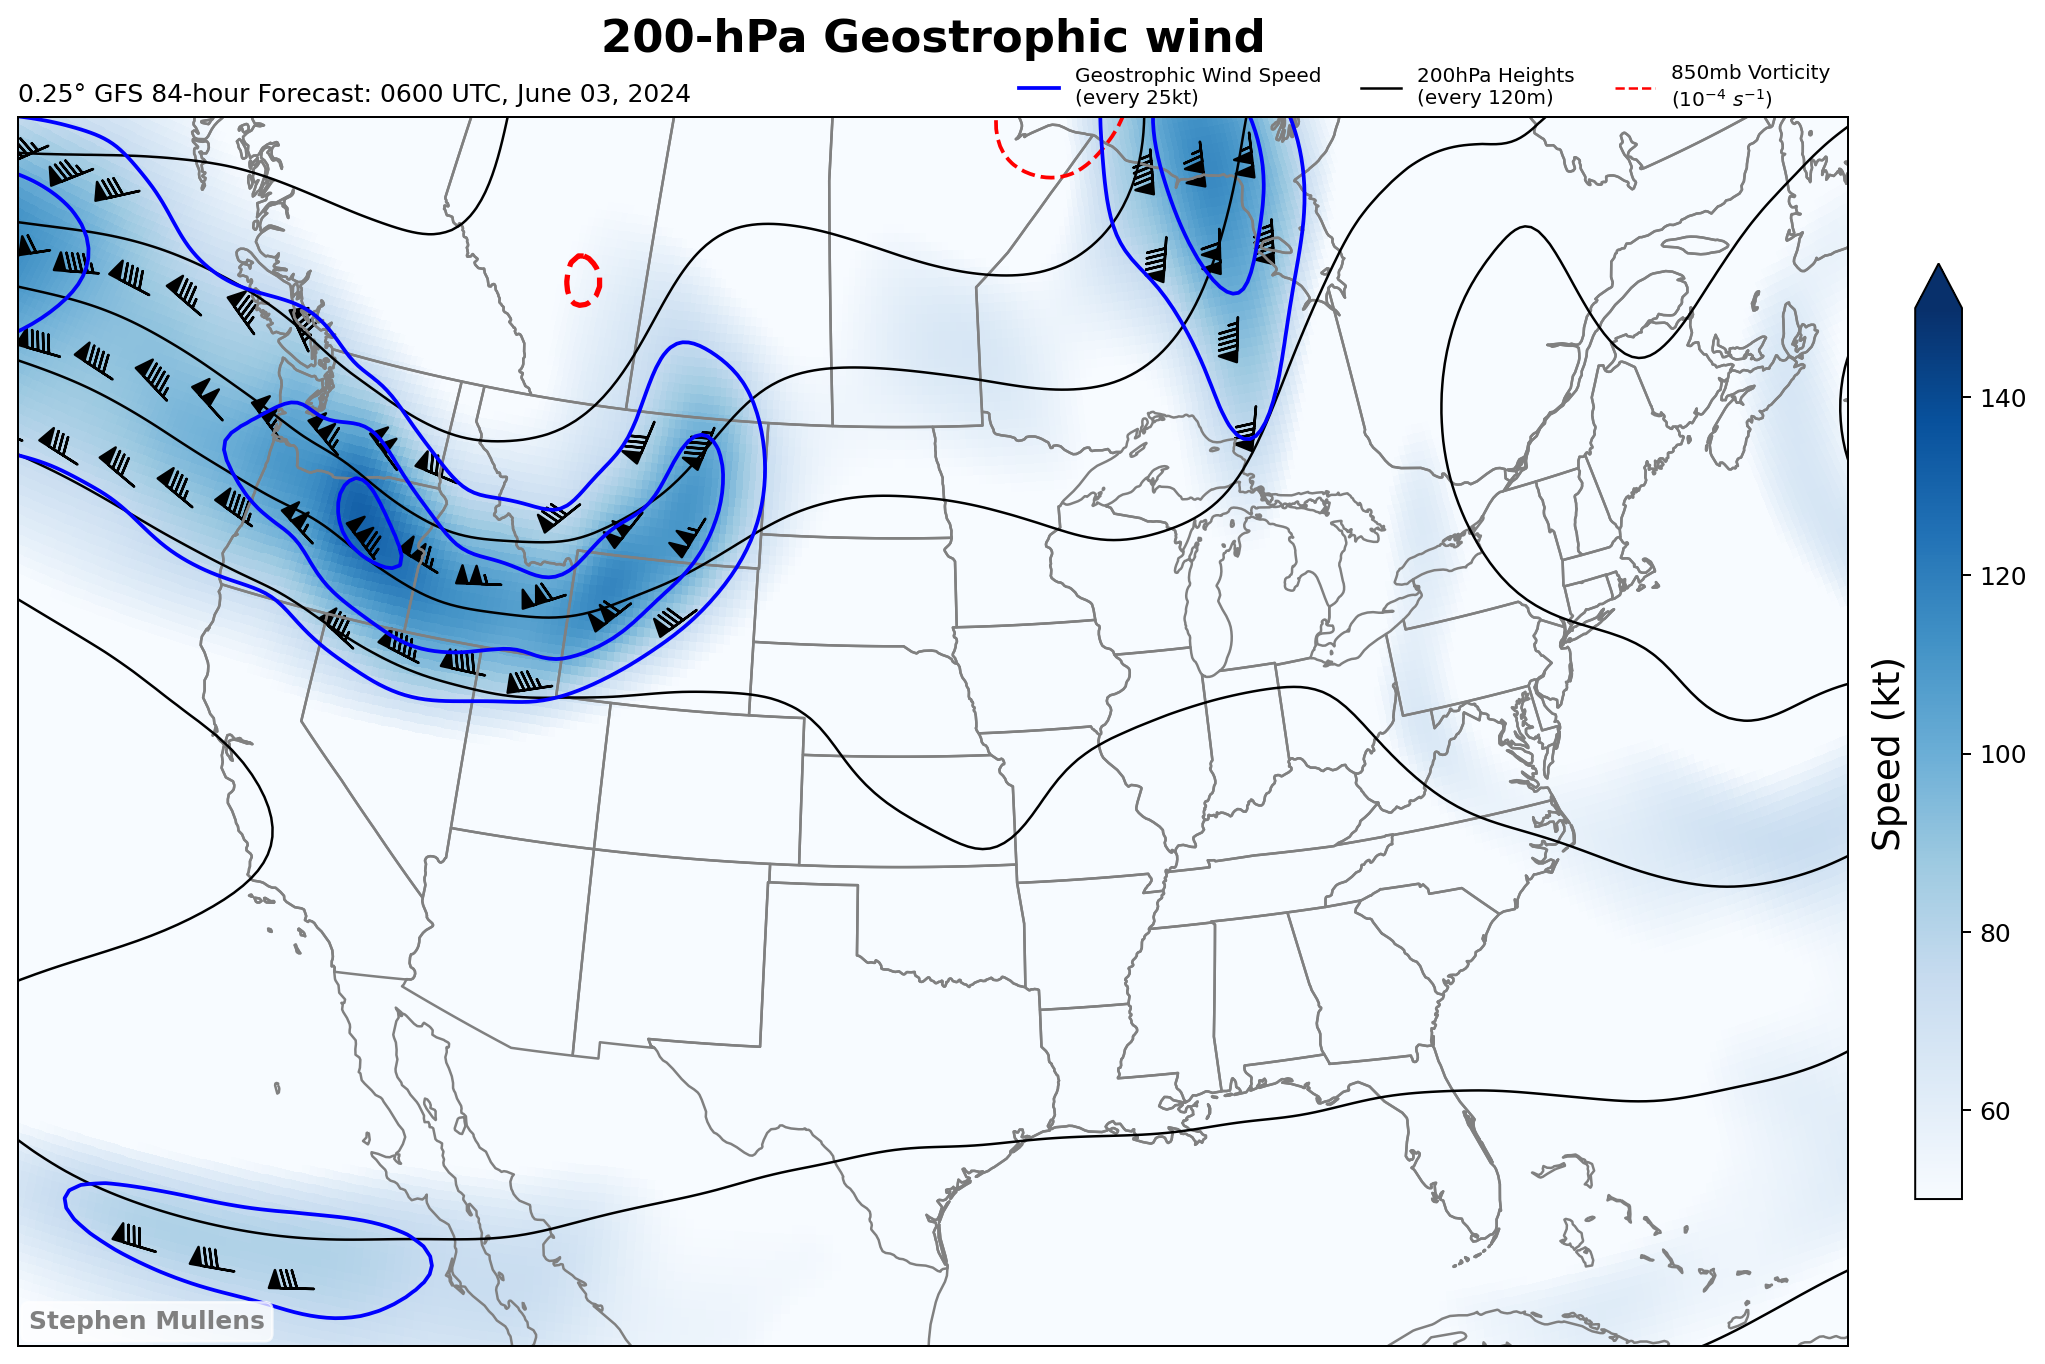 200-hPa Geostrophic wind
0.25° GFS 84-hour Forecast: 0600 UTC, June 03, 2024
Geostrophic Wind Speed
(every 25kt)
200hPa Heights
(every 120m)
850mb Vorticity
(10⁻⁴ s⁻¹)
140
120
100
80
60
Speed (kt)
Stephen Mullens